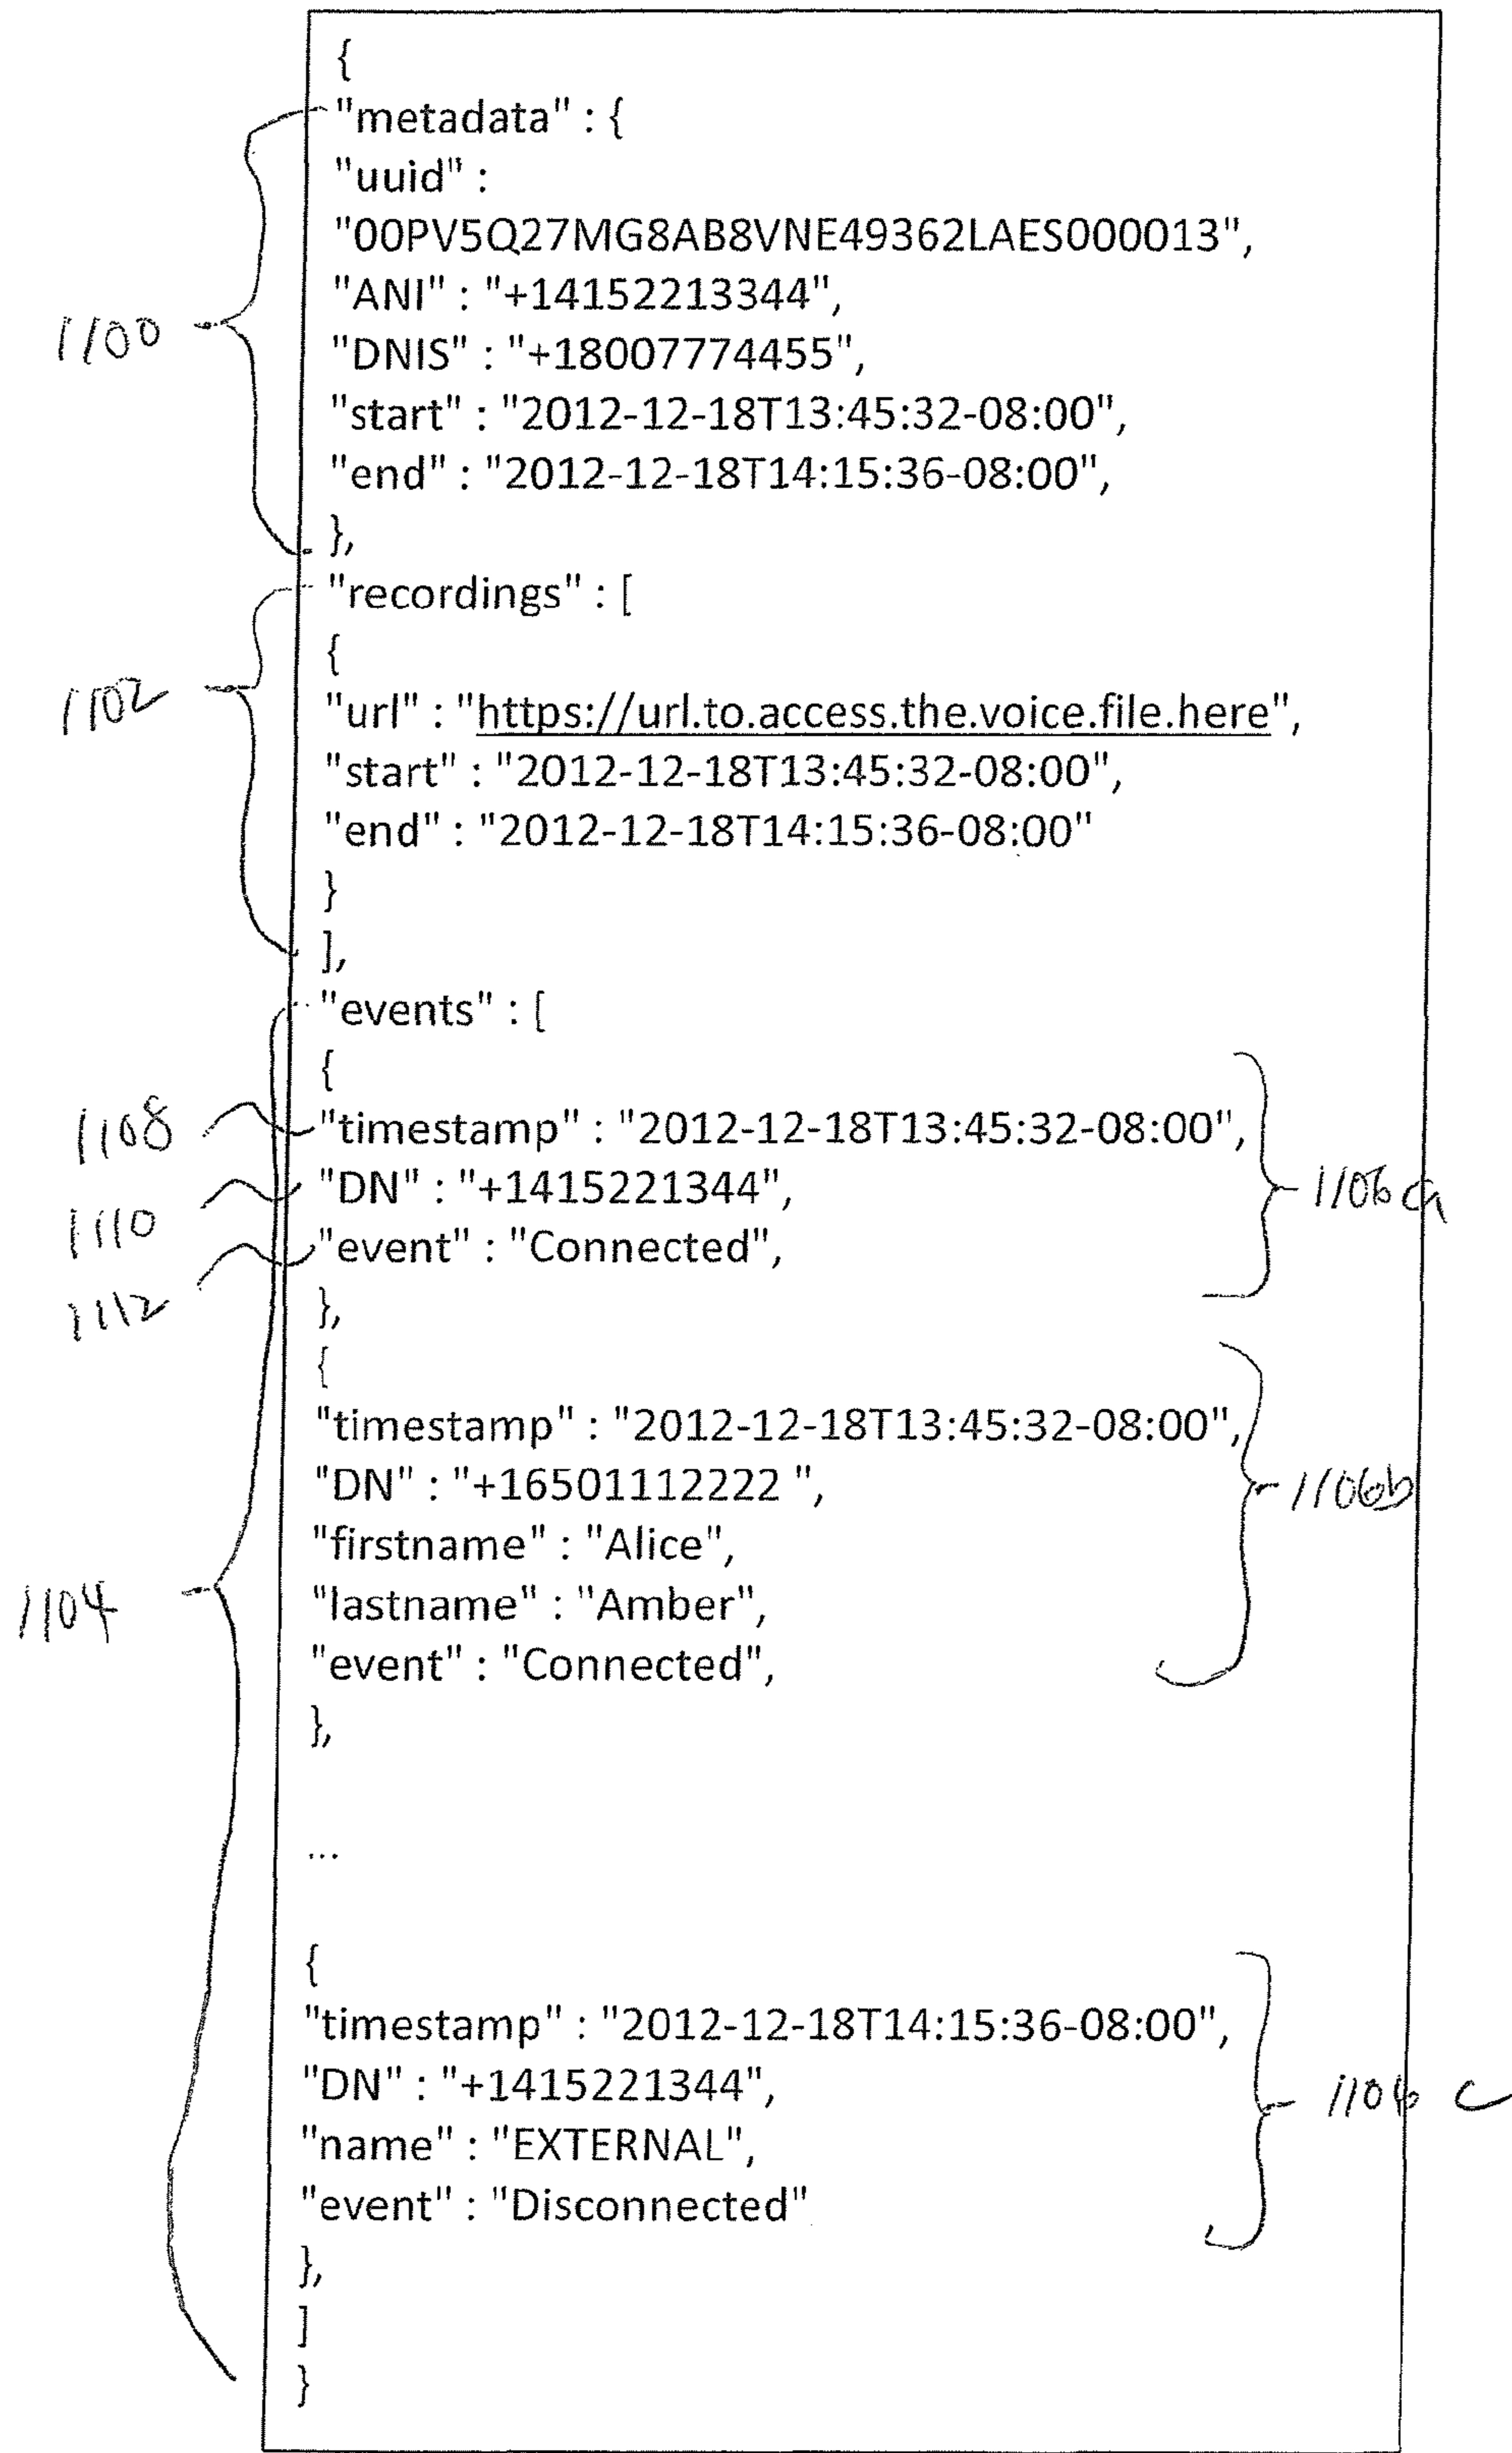 {
"metadata" : {
"uuid" :
"00PV5Q27MG8AB8VNE49362LAES000013",
"ANI" : "+14152213344",
1100
"DNIS" : "+18007774455",
"start" : "2012-12-18T13:45:32-08:00",
"end" : "2012-12-18T14:15:36-08:00",
},
"recordings" : [
{
1102
"url" : "https://url.to.access.the.voice.file.here",
"start" : "2012-12-18T13:45:32-08:00",
"end" : "2012-12-18T14:15:36-08:00"
}
],
"events" : [
{
1108
"timestamp" : "2012-12-18T13:45:32-08:00",
1110
"DN" : "+1415221344",
1106a
1112
"event" : "Connected",
},
{
"timestamp" : "2012-12-18T13:45:32-08:00",
"DN" : "+16501112222 ",
1106b
"firstname" : "Alice",
1104
"lastname" : "Amber",
"event" : "Connected",
},
...
{
"timestamp" : "2012-12-18T14:15:36-08:00",
"DN" : "+1415221344",
1106c
"name" : "EXTERNAL",
"event" : "Disconnected"
},
]
}